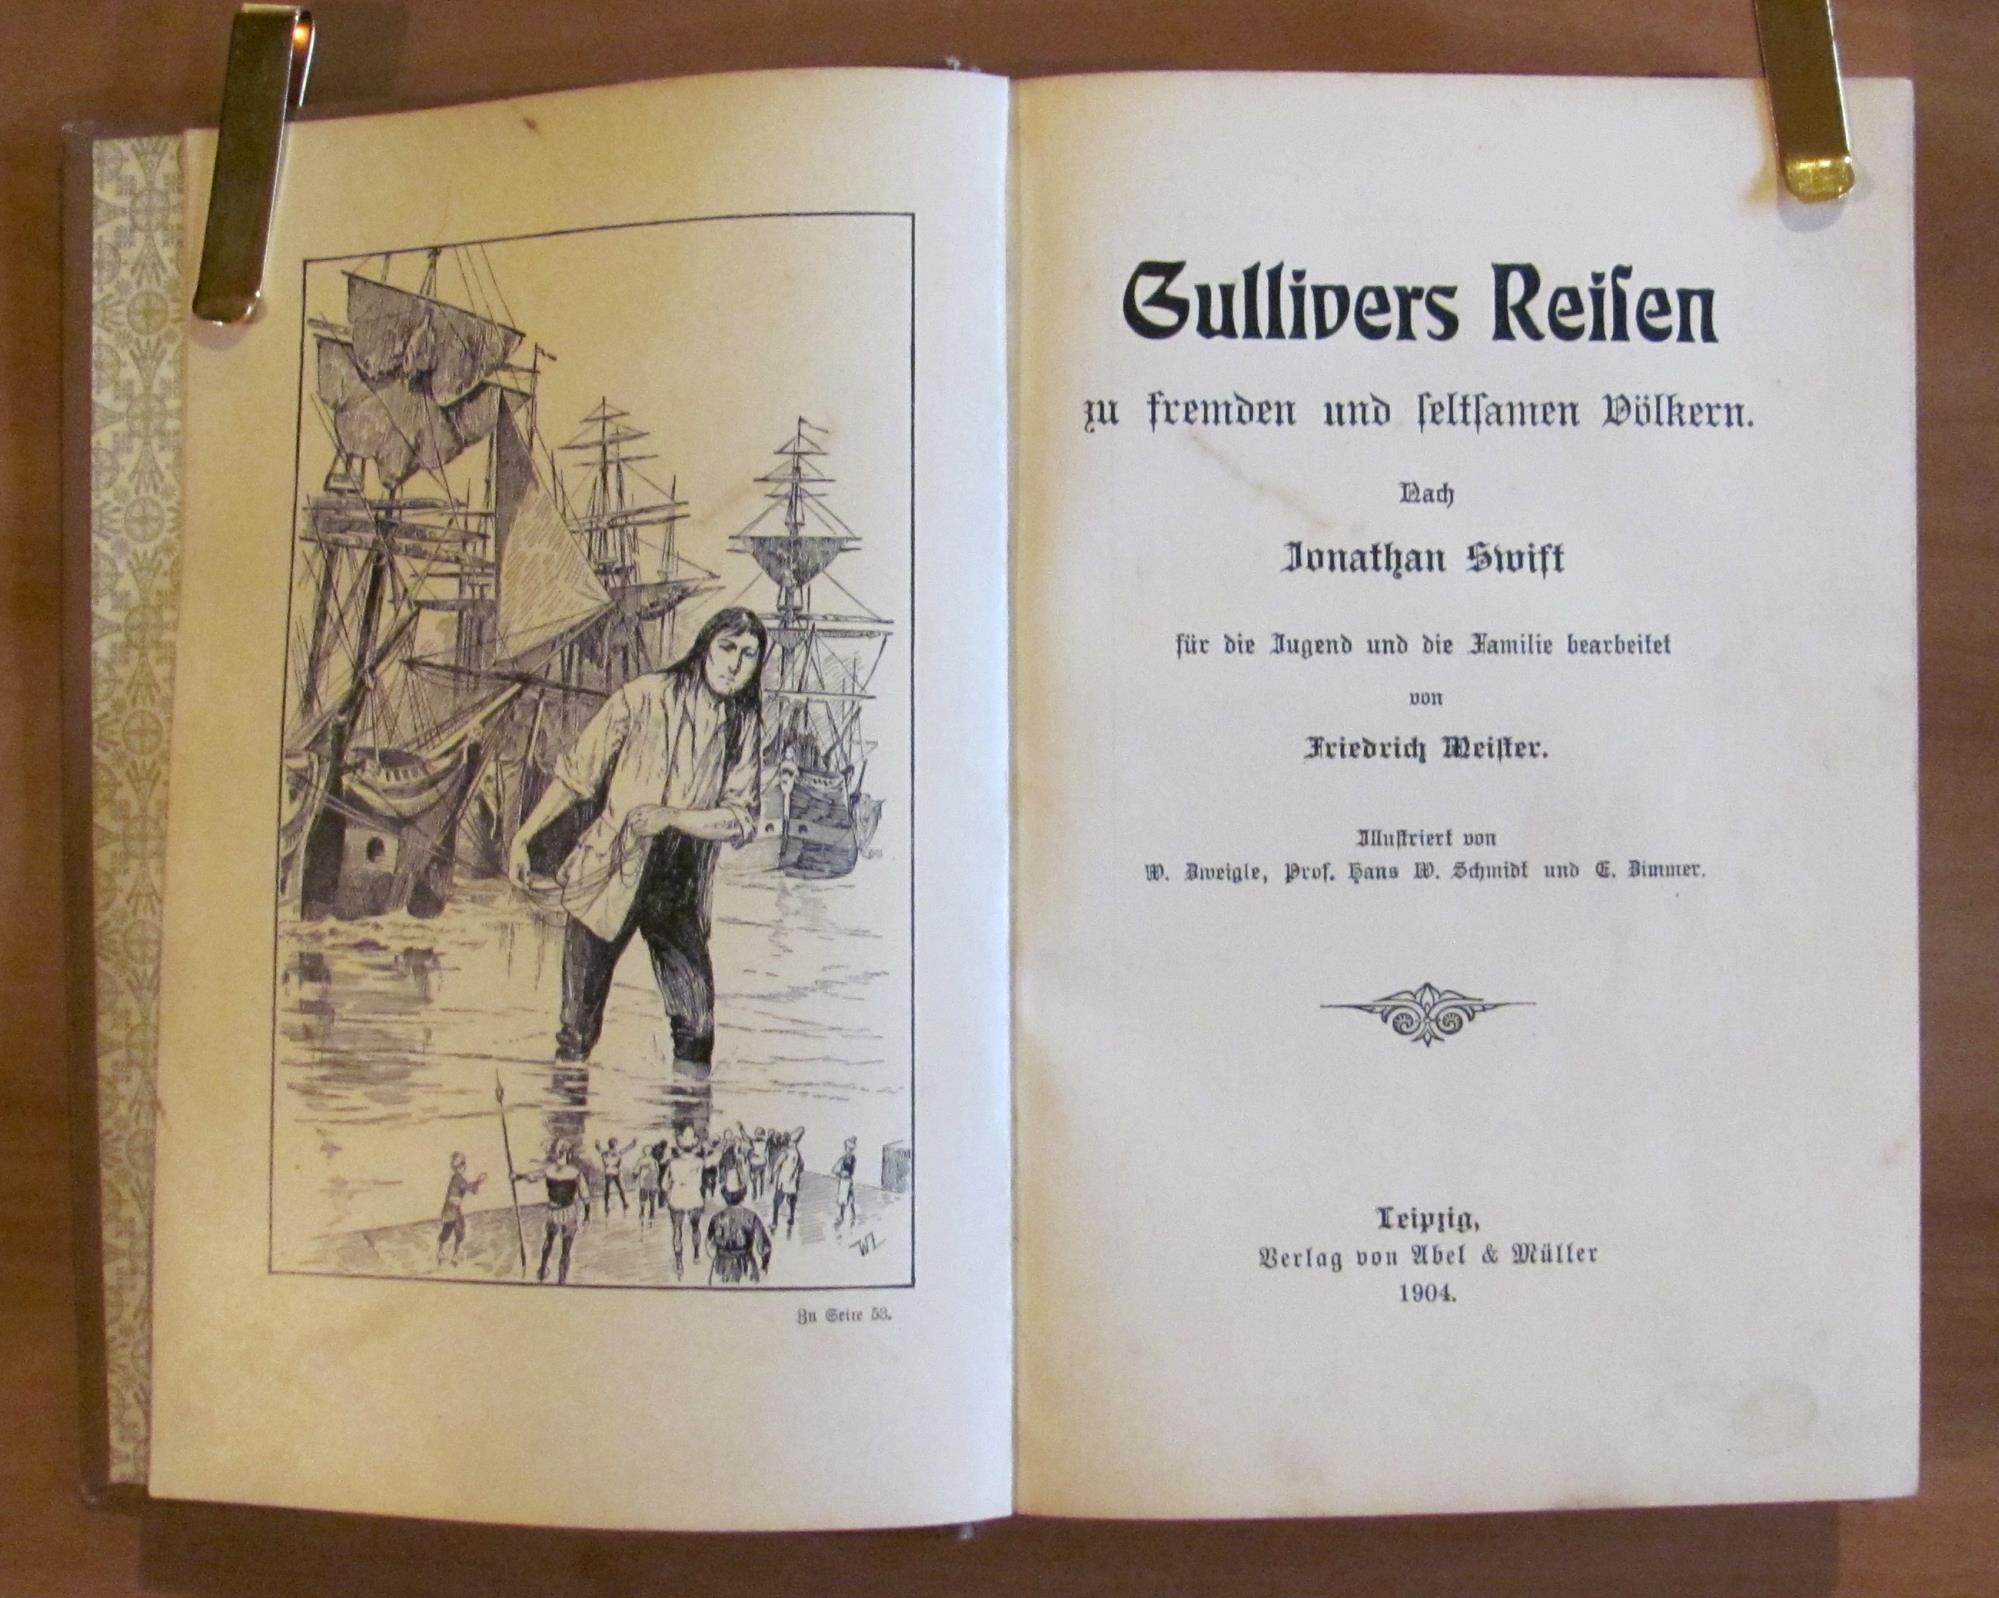 WZ
Zu Seite 53.
Gullivers Reiſen
zu fremden und ſeltſamen Völkern.
Nach
Jonathan Swift
für die Jugend und die Familie bearbeitet
von
Friedrich Meiſter.
Illuſtriert von
W. Zweigle, Prof. Hans W. Schmidt und E. Zimmer.
Leipzig,
Verlag von Abel & Müller
1904.